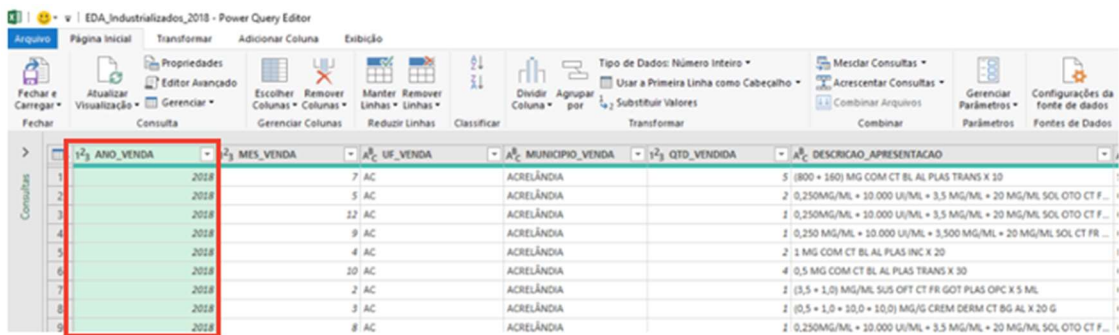 EDA_Industrializados_2018 - Power Query Editor
Arquivo Página Inicial Transformar Adicionar Coluna Exibição
Fechar e Carregar
Fechar
Atualizar Visualização
Propriedades
Editor Avançado
Gerenciar
Consulta
Escolher Colunas
Remover Colunas
Gerenciar Colunas
Manter Linhas
Remover Linhas
Reduzir Linhas
Classificar
Dividir Coluna
Agrupar por
Tipo de Dados: Número Inteiro
Usar a Primeira Linha como Cabeçalho
Substituir Valores
Transformar
Mesclar Consultas
Acrescentar Consultas
Combinar Arquivos
Combinar
Gerenciar Parâmetros
Parâmetros
Configurações da fonte de dados
Fontes de Dados
Consultas
ANO_VENDA MES_VENDA UF_VENDA MUNICIPIO_VENDA QTD_VENDIDA DESCRICAO_APRESENTACAO
1 2018 7 AC ACRELÂNDIA 5 (800 + 160) MG COM CT BL AL PLAS TRANS X 10
2 2018 5 AC ACRELÂNDIA 2 0,250MG/ML + 10.000 UI/ML + 3,5 MG/ML + 20 MG/ML SOL OTO CT F...
3 2018 12 AC ACRELÂNDIA 1 0,250MG/ML + 10.000 UI/ML + 3,5 MG/ML + 20 MG/ML SOL OTO CT F...
4 2018 9 AC ACRELÂNDIA 1 0,250 MG/ML + 10.000 UI/ML + 3,500 MG/ML + 20 MG/ML SOL CT FR ...
5 2018 4 AC ACRELÂNDIA 2 1 MG COM CT BL AL PLAS INC X 20
6 2018 10 AC ACRELÂNDIA 4 0,5 MG COM CT BL AL PLAS TRANS X 30
7 2018 2 AC ACRELÂNDIA 1 (3,5 + 1,0) MG/ML SUS OFT CT FR GOT PLAS OPC X 5 ML
8 2018 3 AC ACRELÂNDIA 1 (0,5 + 1,0 + 10,0 + 10,0) MG/G CREM DERM CT BG AL X 20 G
9 2018 8 AC ACRELÂNDIA 1 0,250MG/ML + 10.000 UI/ML + 3,5 MG/ML + 20 MG/ML SOL OTO CT F...